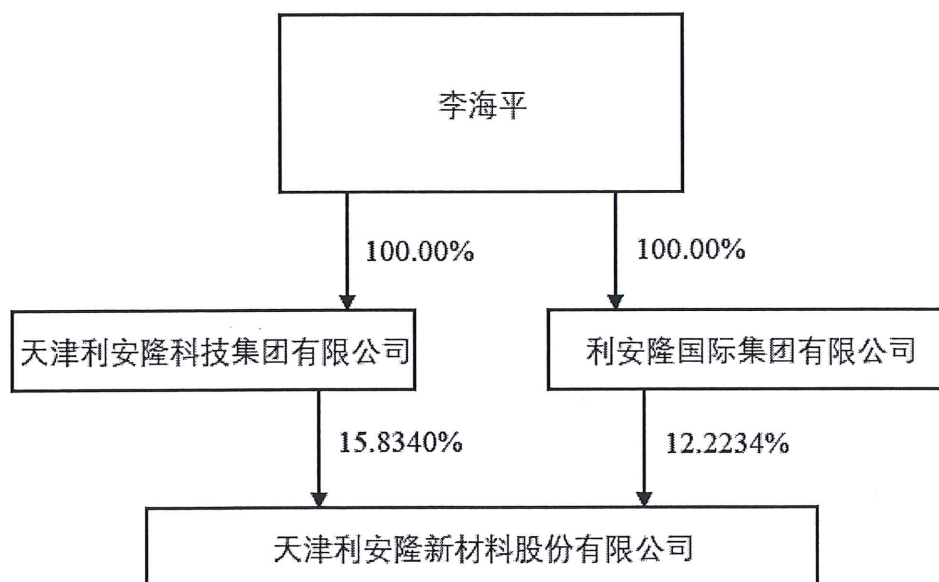 李海平
100.00%
100.00%
天津利安隆科技集团有限公司
利安隆国际集团有限公司
15.8340%
12.2234%
天津利安隆新材料股份有限公司